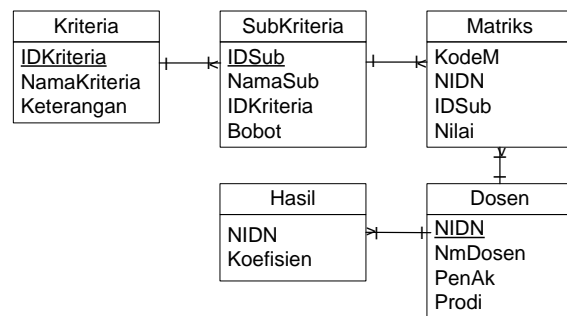 Kriteria
IDKriteria
NamaKriteria
Keterangan
SubKriteria
IDSub
NamaSub
IDKriteria
Bobot
Matriks
KodeM
NIDN
IDSub
Nilai
Hasil
NIDN
Koefisien
Dosen
NIDN
NmDosen
PenAk
Prodi